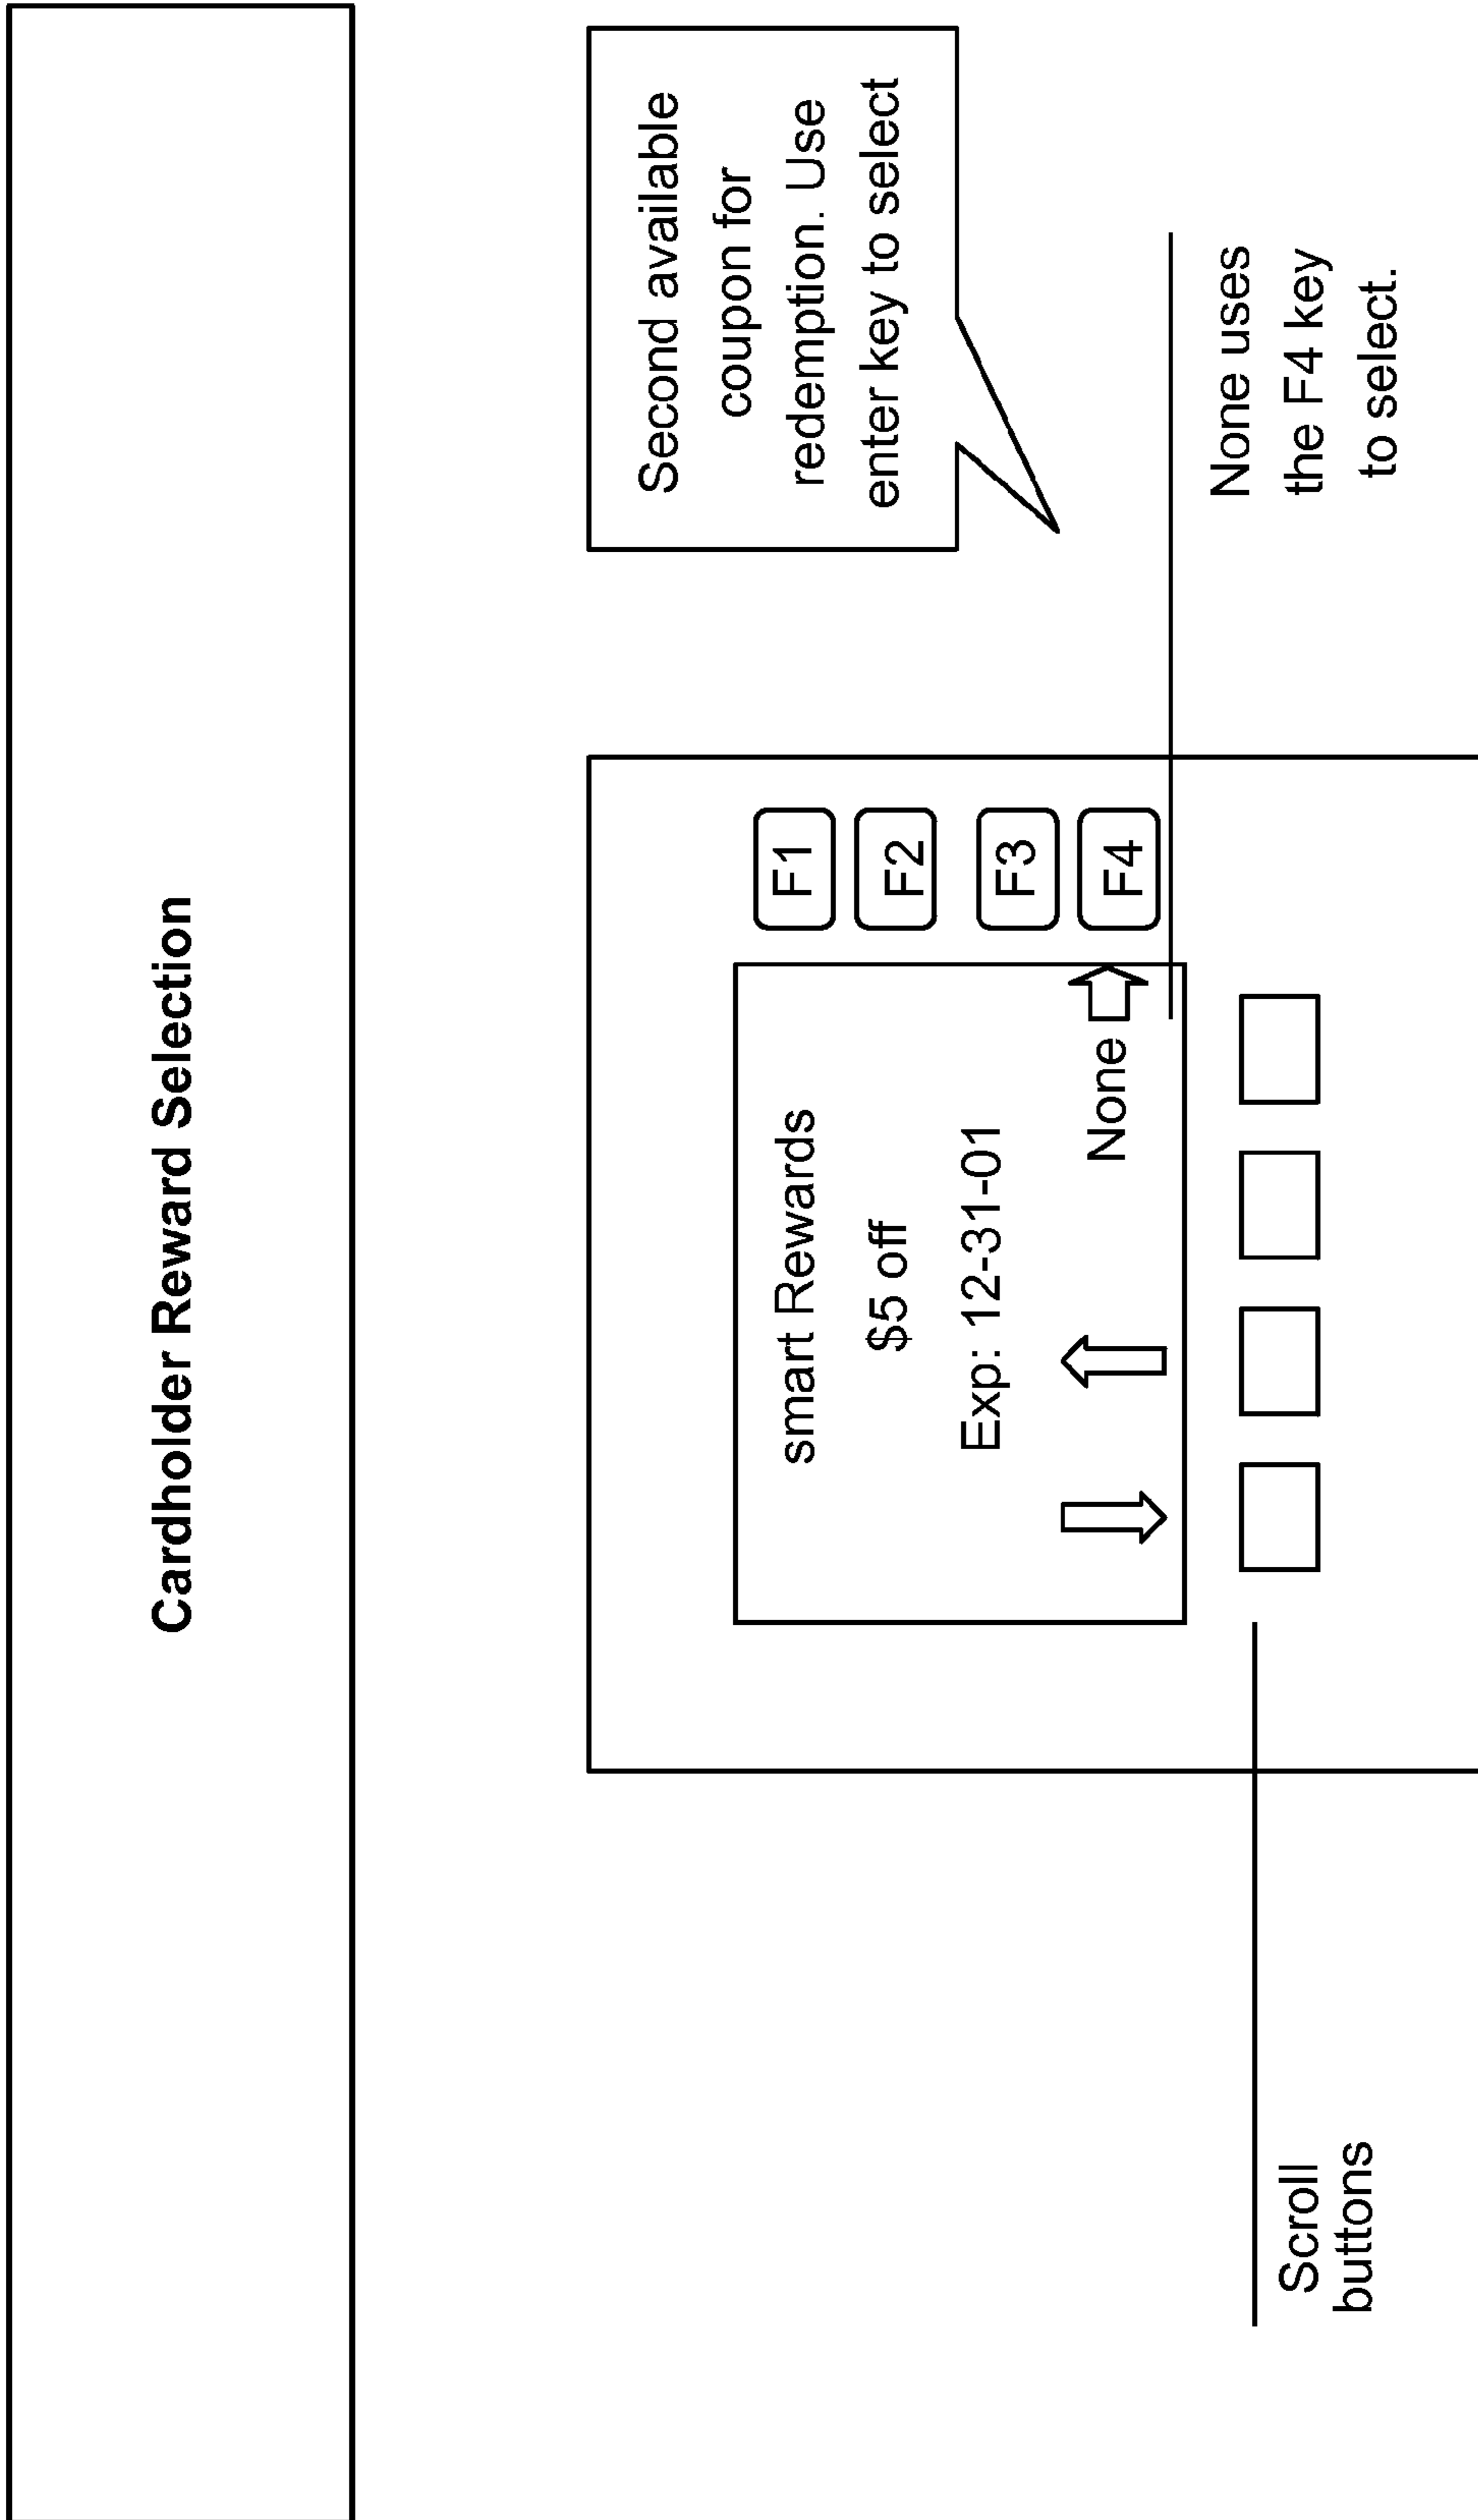 Cardholder Reward Selection
Second available
coupon for
redemption. Use
enter key to select
smart Rewards
$5 off
Exp: 12-31-01
None
F1
F2
F3
F4
None uses
the F4 key
to select.
Scroll
buttons